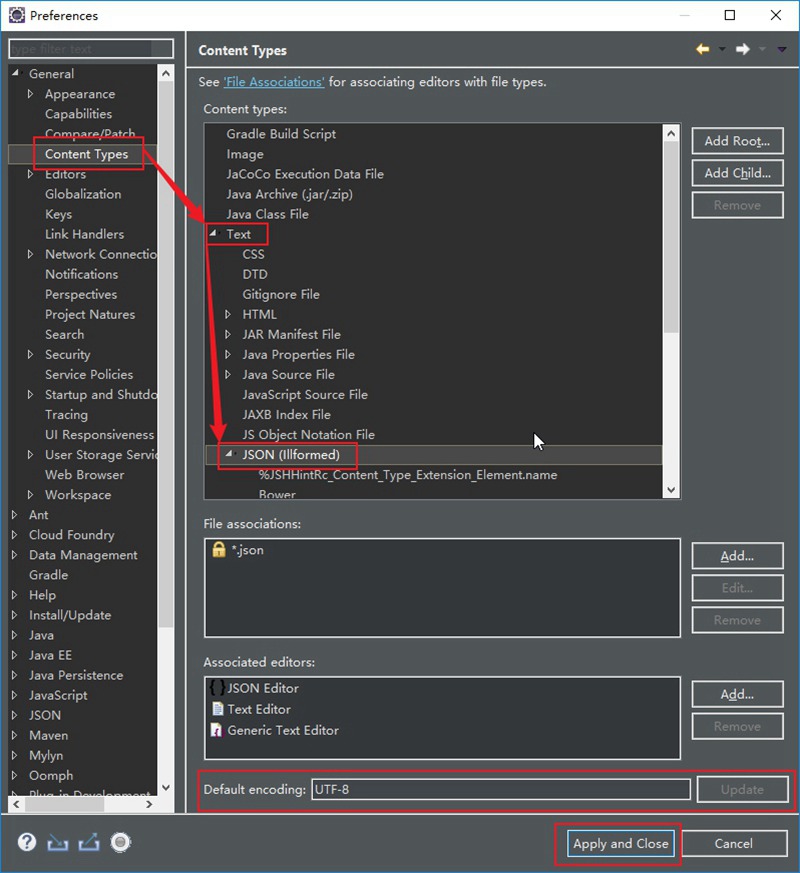 Preferences
type filter text
General
Appearance
Capabilities
Compare/Patch
Content Types
Editors
Globalization
Keys
Link Handlers
Network Connectio
Notifications
Perspectives
Project Natures
Search
Security
Service Policies
Startup and Shutdo
Tracing
UI Responsiveness
User Storage Servic
Web Browser
Workspace
Ant
Cloud Foundry
Data Management
Gradle
Help
Install/Update
Java
Java EE
Java Persistence
JavaScript
JSON
Maven
Mylyn
Oomph
Plug-in Development
Content Types
See 'File Associations' for associating editors with file types.
Content types:
Gradle Build Script
Image
JaCoCo Execution Data File
Java Archive (.jar/.zip)
Java Class File
Text
CSS
DTD
Gitignore File
HTML
JAR Manifest File
Java Properties File
Java Source File
JavaScript Source File
JAXB Index File
JS Object Notation File
JSON (Illformed)
%JSHHintRc_Content_Type_Extension_Element.name
Bower
Add Root...
Add Child...
Remove
File associations:
*.json
Add...
Edit...
Remove
Associated editors:
{} JSON Editor
Text Editor
Generic Text Editor
Add...
Remove
Default encoding: UTF-8
Update
Apply and Close
Cancel